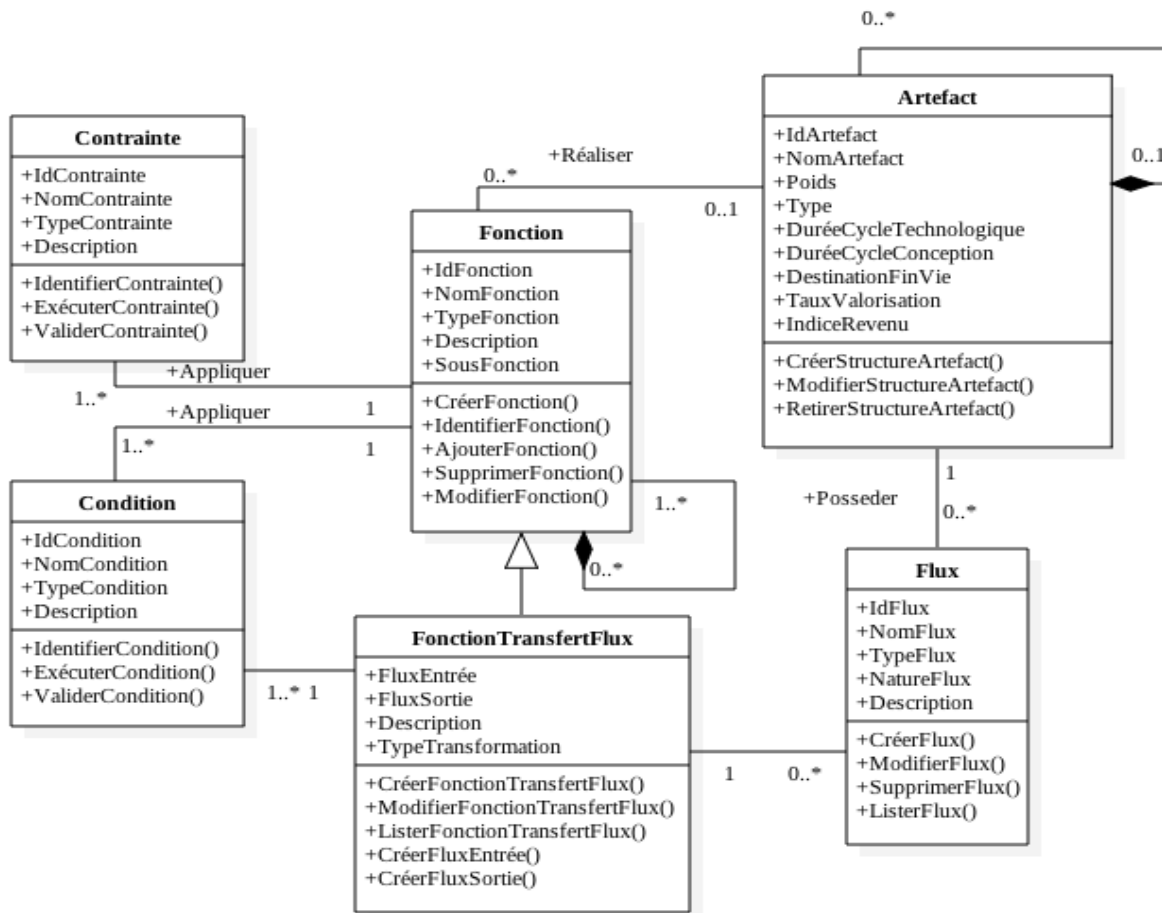 0..*
Artefact
+IdArtefact
+NomArtefact
+Poids
+Type
+DuréeCycleTechnologique
+DuréeCycleConception
+DestinationFinVie
+TauxValorisation
+IndiceRevenu
+CréerStructureArtefact()
+ModifierStructureArtefact()
+RetirerStructureArtefact()
0..1
Contrainte
+IdContrainte
+NomContrainte
+TypeContrainte
+Description
+IdentifierContrainte()
+ExécuterContrainte()
+ValiderContrainte()
+Réaliser
0..*
0..1
Fonction
+IdFonction
+NomFonction
+TypeFonction
+Description
+SousFonction
+CréerFonction()
+IdentifierFonction()
+AjouterFonction()
+SupprimerFonction()
+ModifierFonction()
+Appliquer
1..*
1
+Appliquer
1..*
1
1..*
0..*
1
+Posseder
0..*
Condition
+IdCondition
+NomCondition
+TypeCondition
+Description
+IdentifierCondition()
+ExécuterCondition()
+ValiderCondition()
1..* 1
FonctionTransfertFlux
+FluxEntrée
+FluxSortie
+Description
+TypeTransformation
+CréerFonctionTransfertFlux()
+ModifierFonctionTransfertFlux()
+ListerFonctionTransfertFlux()
+CréerFluxEntrée()
+CréerFluxSortie()
1
0..*
Flux
+IdFlux
+NomFlux
+TypeFlux
+NatureFlux
+Description
+CréerFlux()
+ModifierFlux()
+SupprimerFlux()
+ListerFlux()